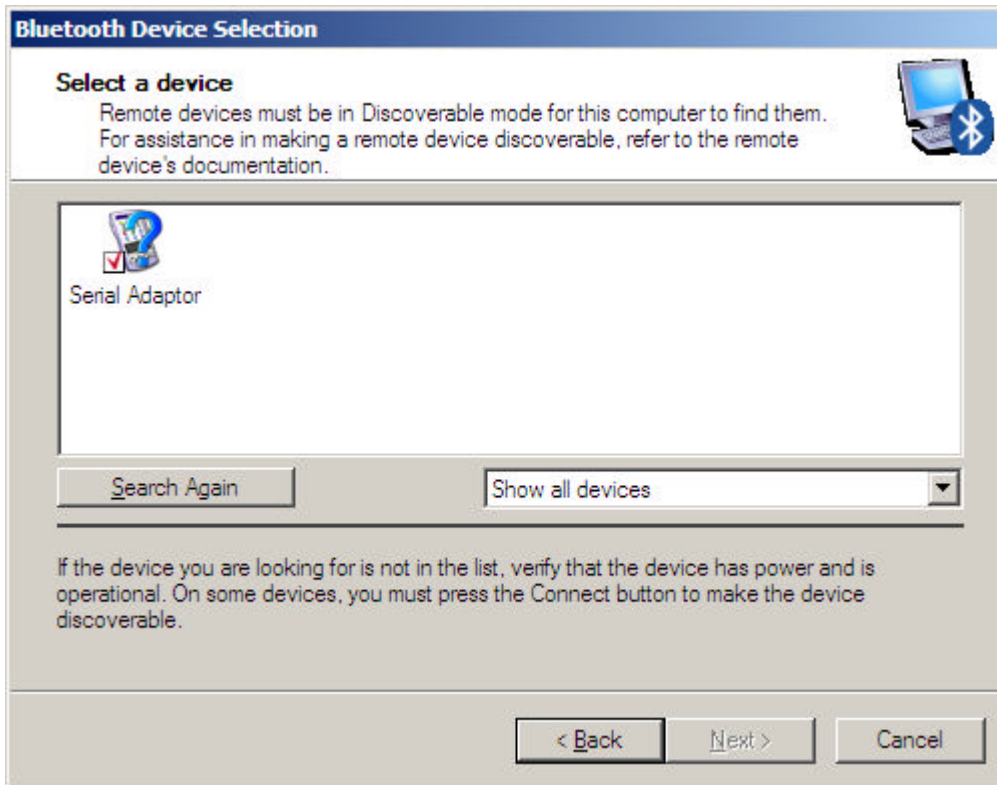 Bluetooth Device Selection
Select a device
Remote devices must be in Discoverable mode for this computer to find them.
For assistance in making a remote device discoverable, refer to the remote
device's documentation.
Serial Adaptor
Search Again
Show all devices
If the device you are looking for is not in the list, verify that the device has power and is
operational. On some devices, you must press the Connect button to make the device
discoverable.
< Back
Next >
Cancel